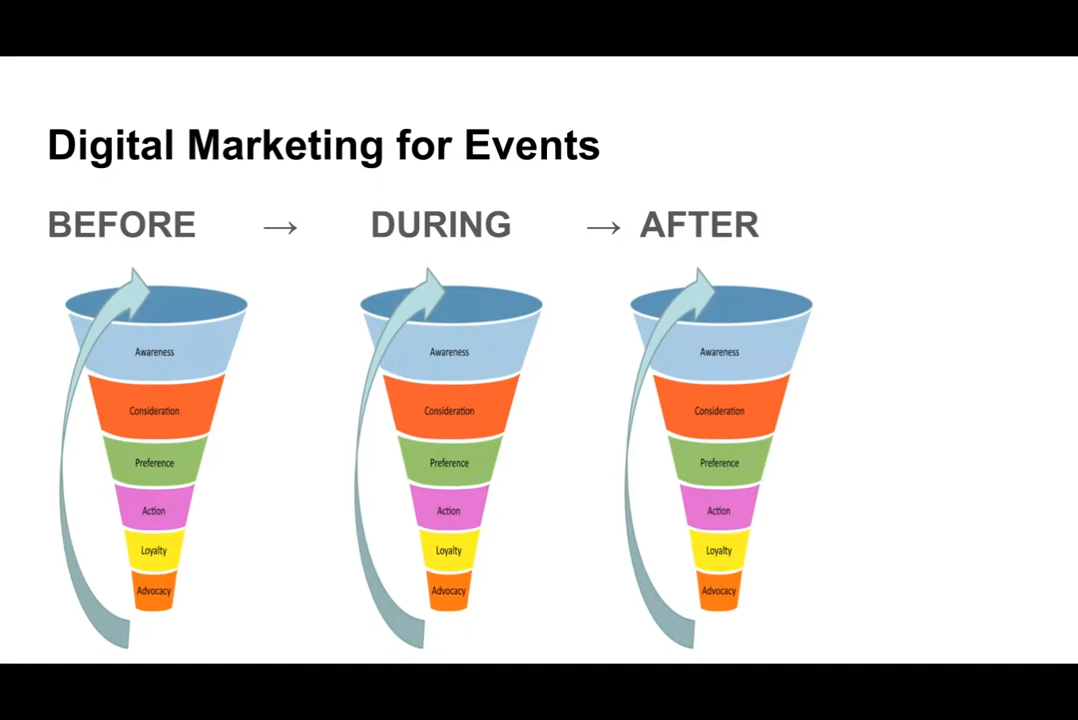 Digital Marketing for Events
BEFORE → DURING → AFTER
Awareness Awareness Awareness
Consideration Consideration Consideration
Preference Preference Preference
Action Action Action
Loyalty Loyalty Loyalty
Advocacy Advocacy Advocacy